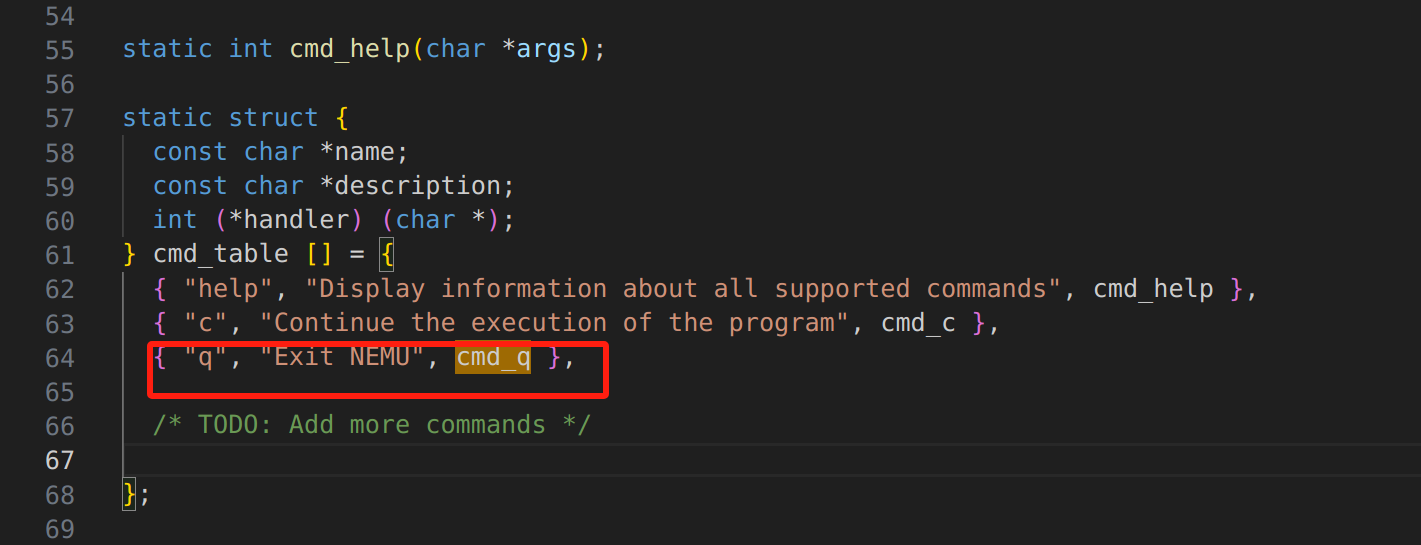 54
55 static int cmd_help(char *args);
56
57 static struct {
58 const char *name;
59 const char *description;
60 int (*handler) (char *);
61 } cmd_table [] = {
62 { "help", "Display information about all supported commands", cmd_help },
63 { "c", "Continue the execution of the program", cmd_c },
64 { "q", "Exit NEMU", cmd_q },
65
66 /* TODO: Add more commands */
67
68 };
69